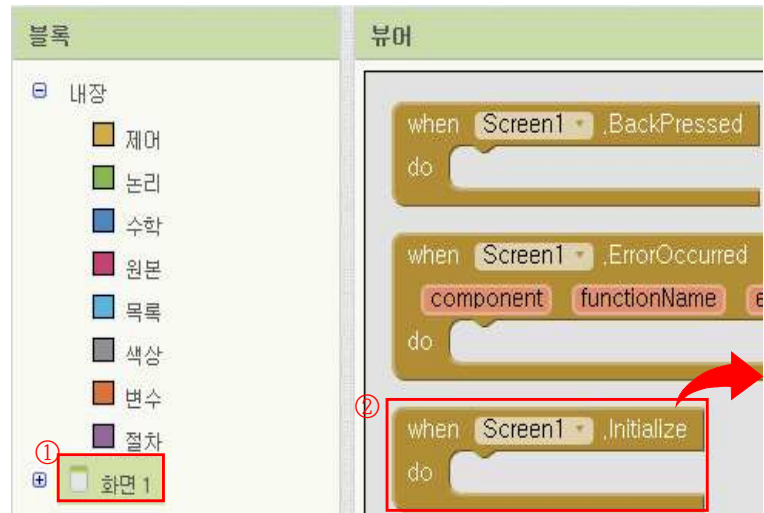 블록
내장
제어
논리
수학
원본
목록
색상
변수
절차
① 화면 1
뷰어
when Screen1 .BackPressed
do
when Screen1 .ErrorOccurred
component functionName
do
② when Screen1 .Initialize
do